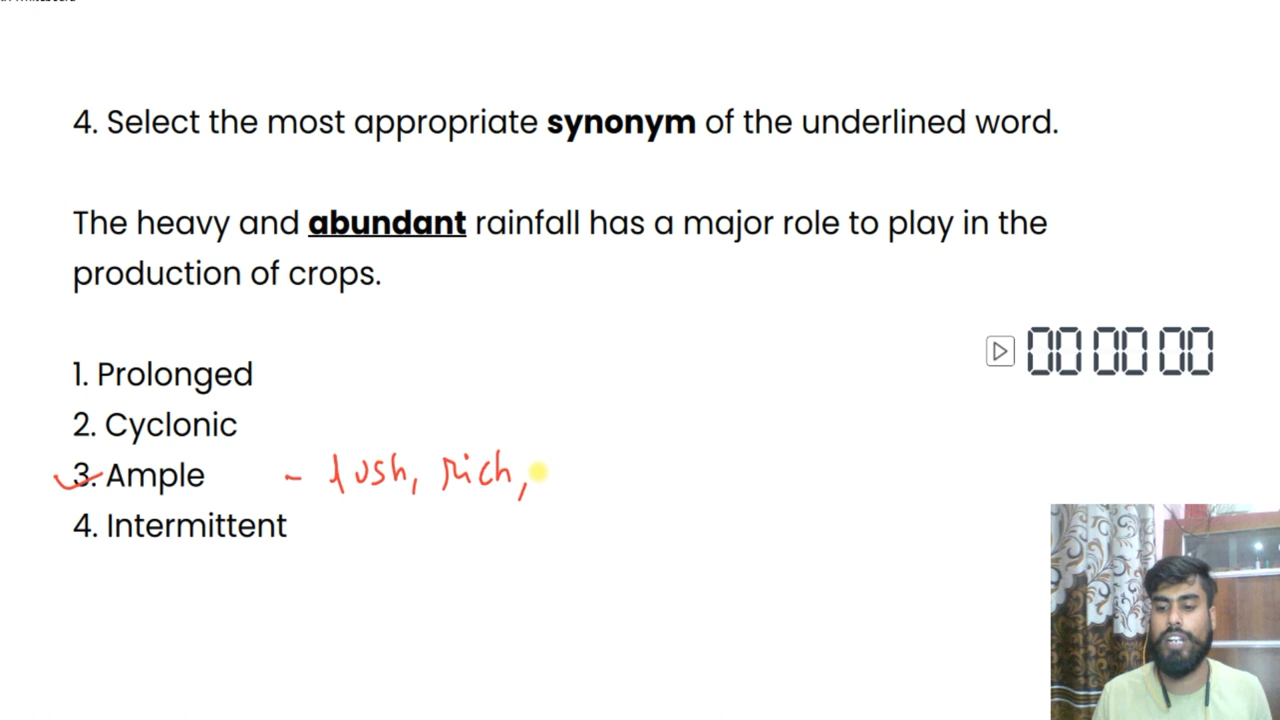 4. Select the most appropriate synonym of the underlined word.
The heavy and abundant rainfall has a major role to play in the
production of crops.
00 00 00
1. Prolonged
2. Cyclonic
3. Ample - lush, rich,
4. Intermittent